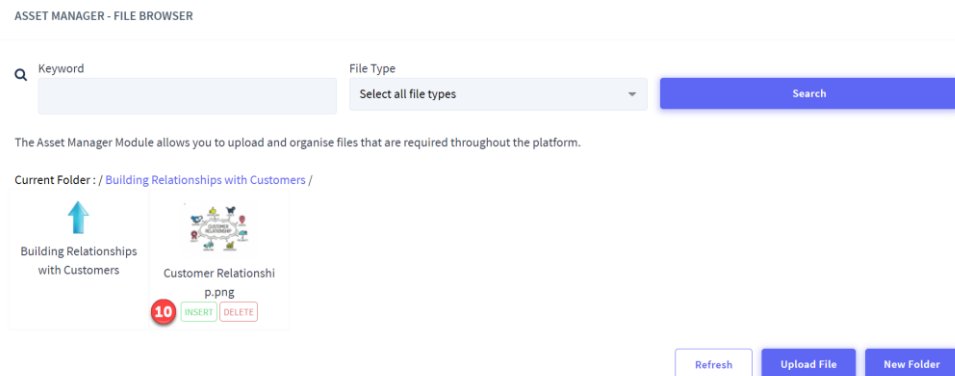 ASSET MANAGER - FILE BROWSER
Keyword
File Type
Select all file types
Search
The Asset Manager Module allows you to upload and organise files that are required throughout the platform.
Current Folder : / Building Relationships with Customers /
Building Relationships
with Customers
CUSTOMER
RELATIONSHIP
Customer Relationshi
p.png
10
INSERT
DELETE
Refresh
Upload File
New Folder